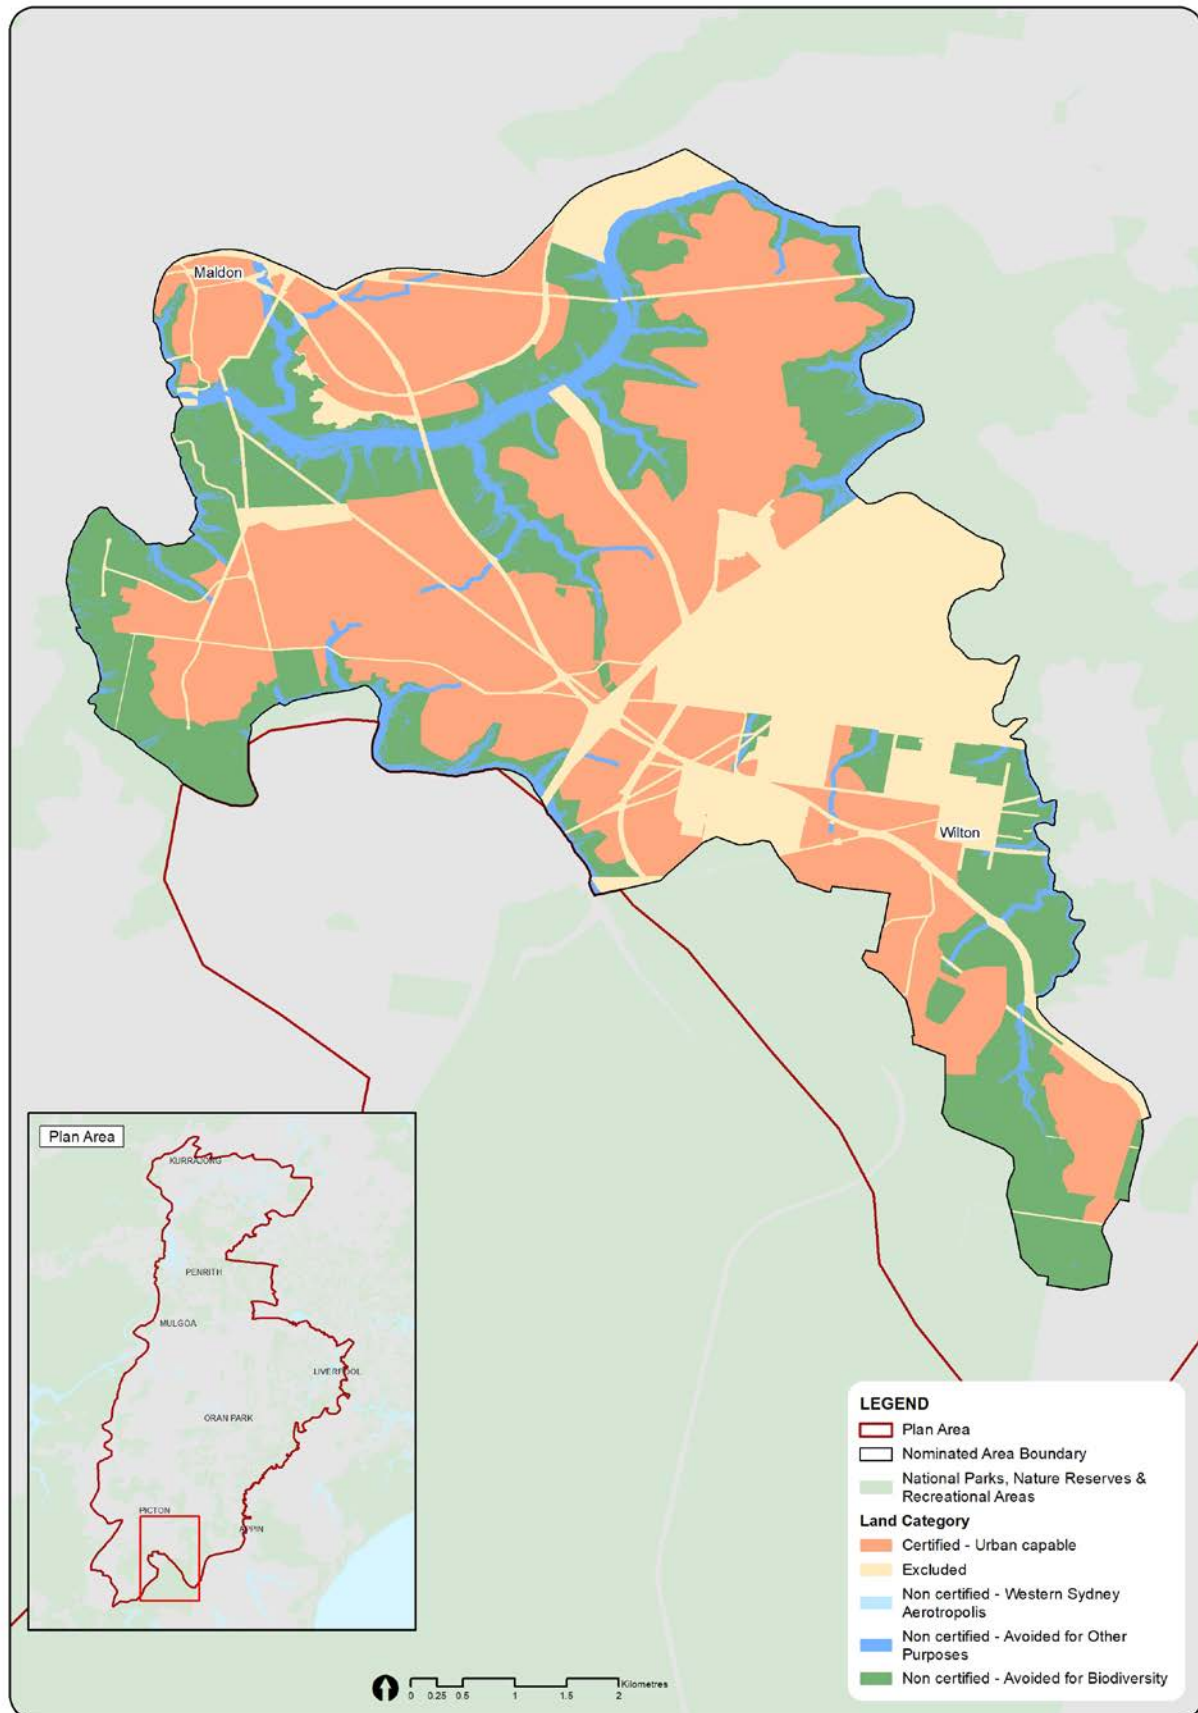 Maldon
Wilton
Plan Area
KURRAJONG
PENRITH
MULGOA
LIVERPOOL
ORAN PARK
PICTON
APPIN
LEGEND
Plan Area
Nominated Area Boundary
National Parks, Nature Reserves &
Recreational Areas
Land Category
Certified - Urban capable
Excluded
Non certified - Western Sydney
Aerotropolis
Non certified - Avoided for Other
Purposes
Non certified - Avoided for Biodiversity
Kilometres
0 0.25 0.5 1 1.5 2